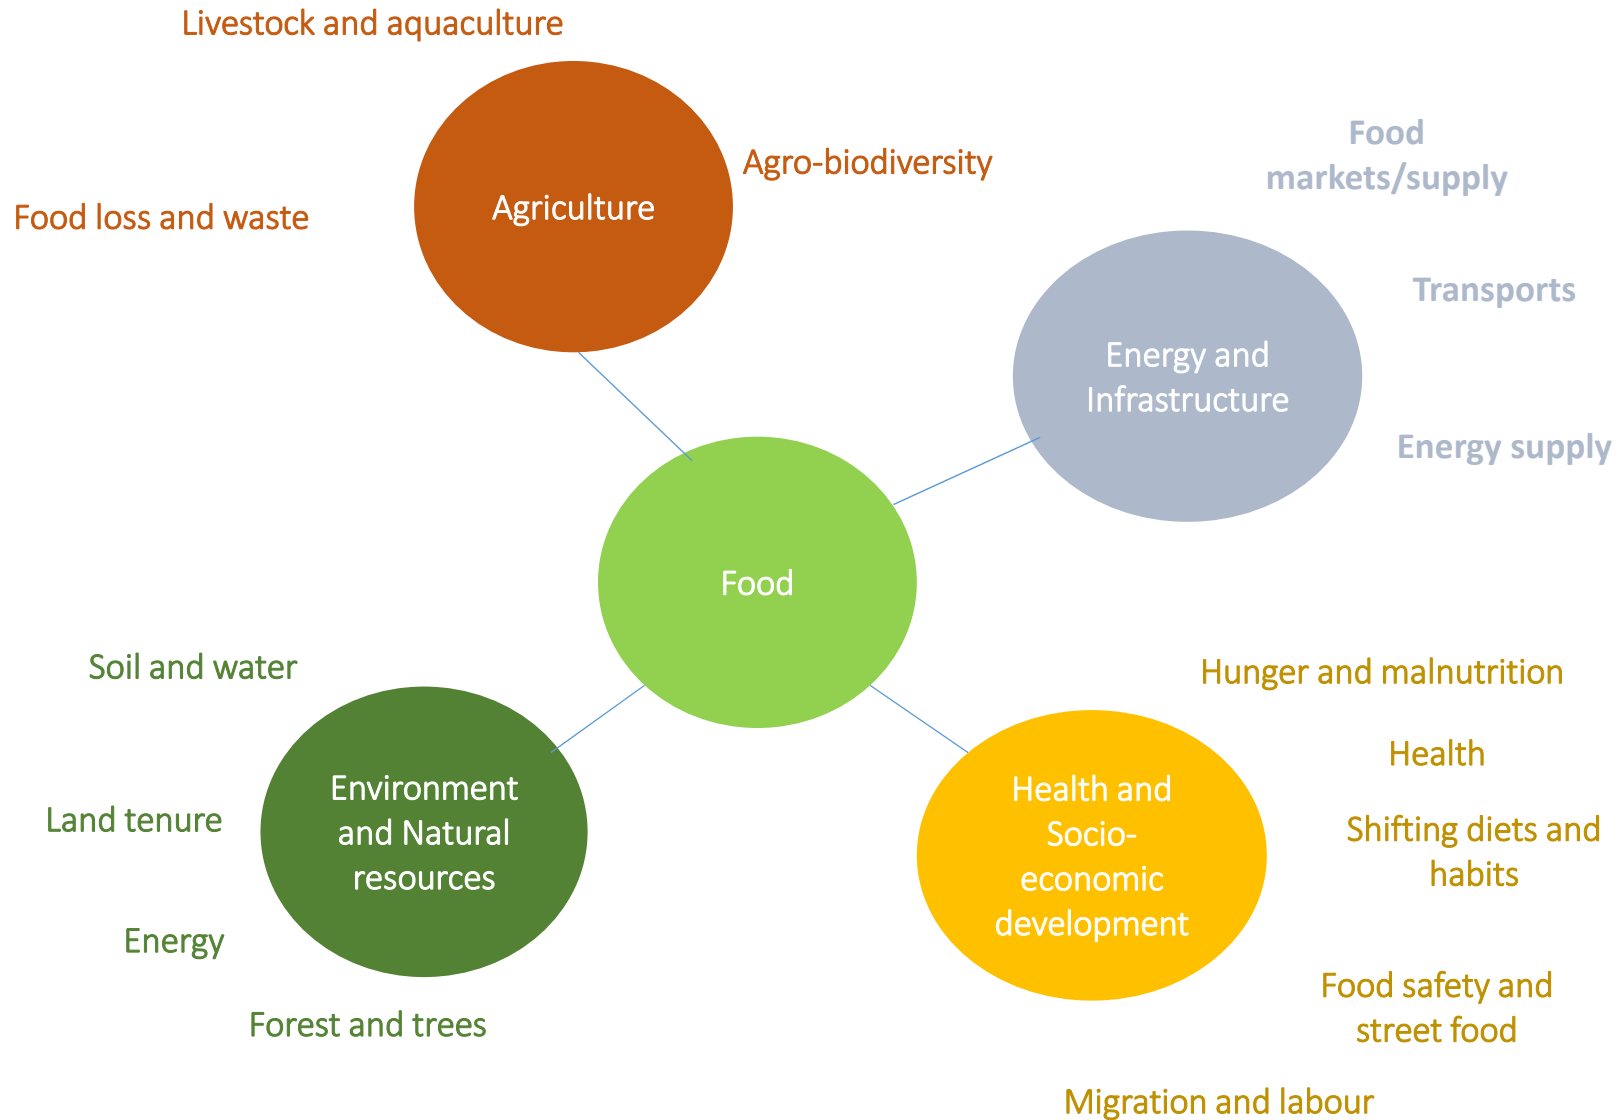 Livestock and aquaculture
Agro-biodiversity
Food loss and waste
Agriculture
Food
markets/supply
Transports
Energy and
Infrastructure
Energy supply
Food
Soil and water
Land tenure
Environment
and Natural
resources
Energy
Forest and trees
Hunger and malnutrition
Health
Health and
Socio-
economic
development
Shifting diets and
habits
Food safety and
street food
Migration and labour